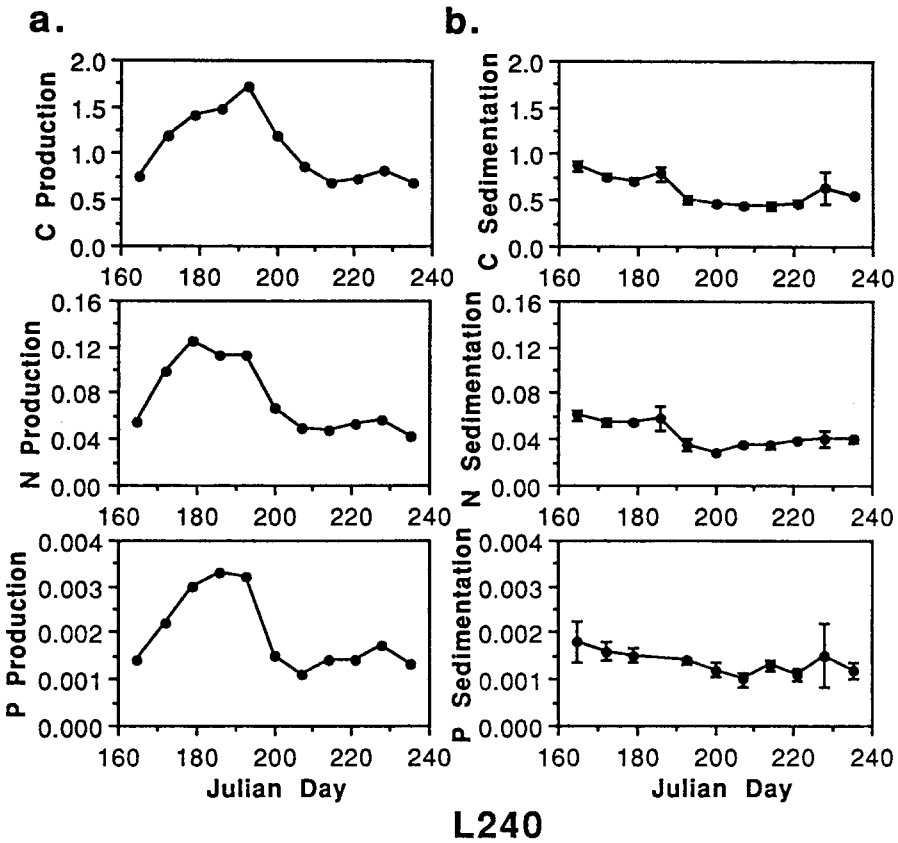 a.
C Production
2.0
1.5
1.0
0.5
0.0
160 180 200 220 240
N Production
0.16
0.12
0.08
0.04
0.00
160 180 200 220 240
P Production
0.004
0.003
0.002
0.001
0.000
160 180 200 220 240
Julian Day
b.
C Sedimentation
2.0
1.5
1.0
0.5
0.0
160 180 200 220 240
N Sedimentation
0.16
0.12
0.08
0.04
0.00
160 180 200 220 240
P Sedimentation
0.004
0.003
0.002
0.001
0.000
160 180 200 220 240
Julian Day
L240